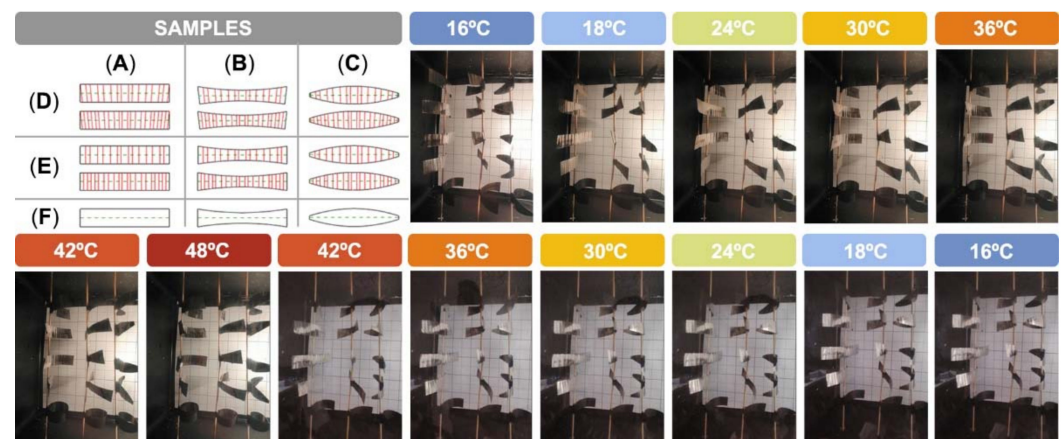 SAMPLES
16ºC
18ºC
24ºC
30ºC
36ºC
(A)
(B)
(C)
(D)
(E)
(F)
42ºC
48ºC
42ºC
36ºC
30ºC
24ºC
18ºC
16ºC